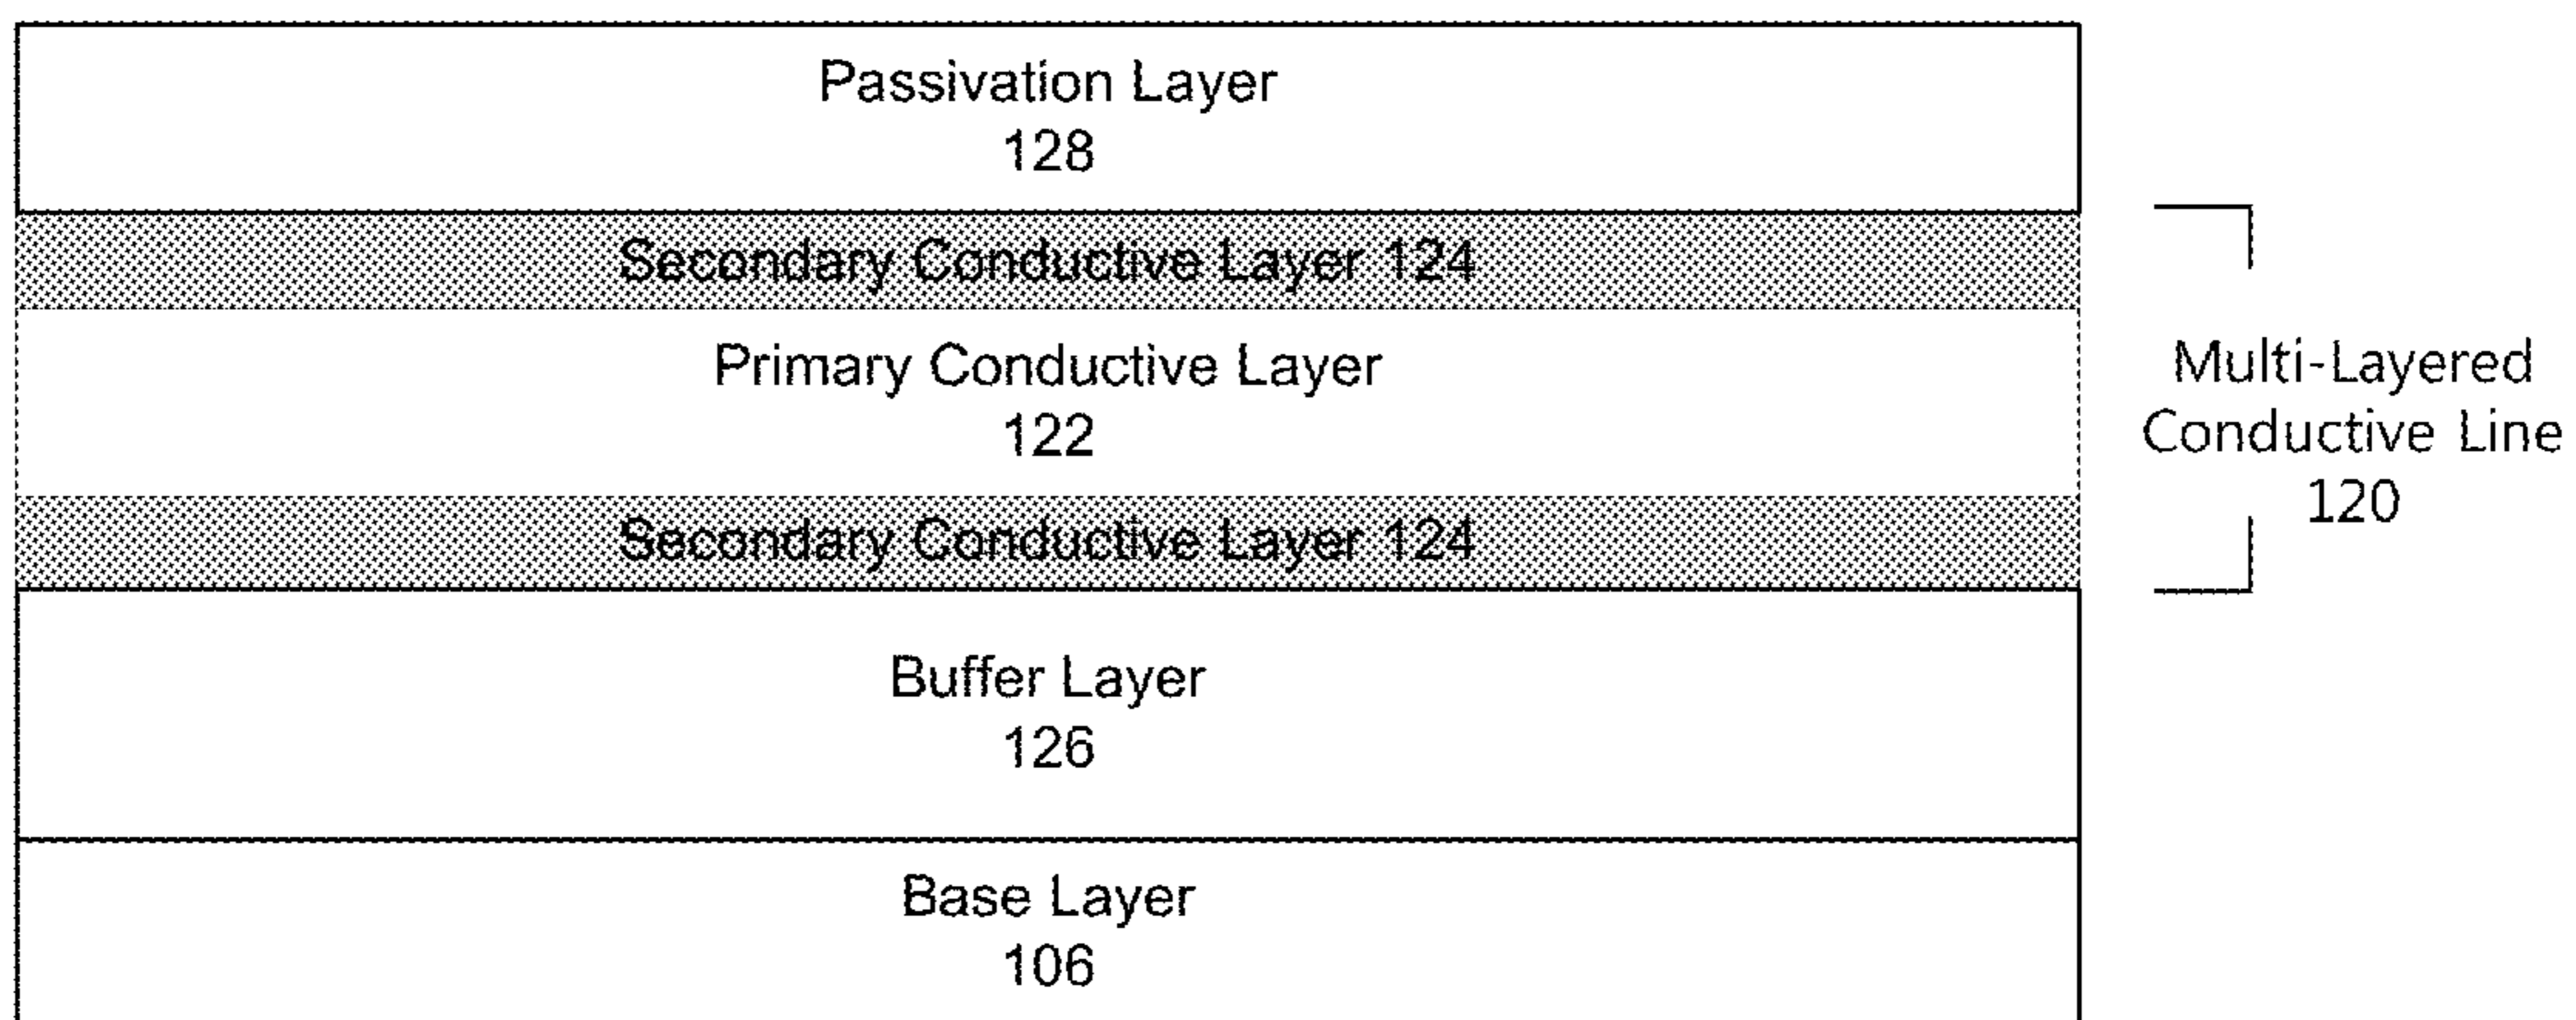 Passivation Layer
128
Secondary Conductive Layer 124
Primary Conductive Layer
122
Secondary Conductive Layer 124
Buffer Layer
126
Base Layer
106
Multi-Layered
Conductive Line
120